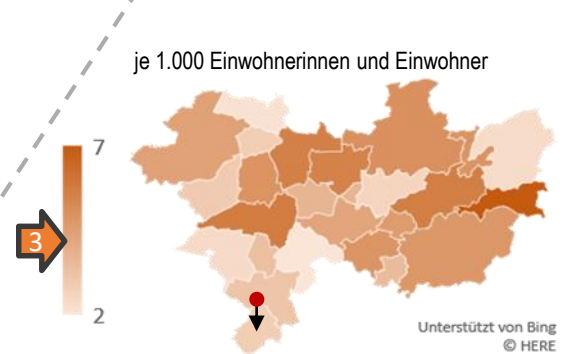 je 1.000 Einwohnerinnen und Einwohner
7
3
2
Unterstützt von Bing
© HERE